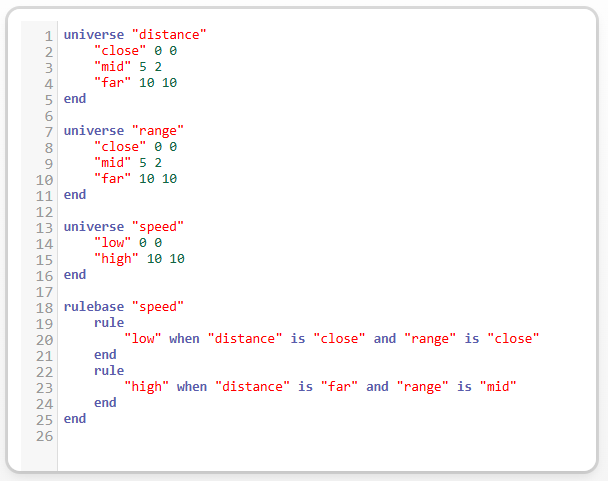 1 universe "distance"
2     "close" 0 0
3     "mid" 5 2
4     "far" 10 10
5 end
6
7 universe "range"
8     "close" 0 0
9     "mid" 5 2
10     "far" 10 10
11 end
12
13 universe "speed"
14     "low" 0 0
15     "high" 10 10
16 end
17
18 rulebase "speed"
19     rule
20         "low" when "distance" is "close" and "range" is "close"
21     end
22     rule
23         "high" when "distance" is "far" and "range" is "mid"
24     end
25 end
26